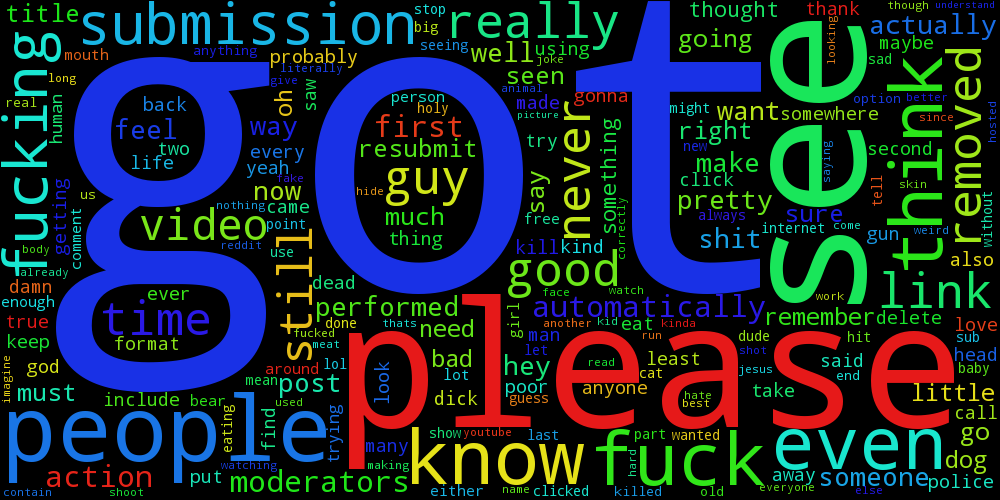 title
submission
stop
big
really
thought
thank
though
understand
actually
fucking
mouth
anything
probably
seeing
well
using
joke
going
looking
maybe
sad
long
literally
give
seen
animal
real
human
back
oh
saw
person
holy
made
picture
gonna
might
want
somewhere
option
better
since
hosted
removed
think
see
got
feel
two
life
way
every
yeah
first
resubmit
guy
try
never
something
right
new
make
click
saying
second
tell
skin
us
getting
comment
fake
now
nothing
came
point
hide
much
thing
say
free
correctly
pretty
always
sure
internet
come
gun
weird
without
video
reddit
use
kill
kind
shit
body
already
damn
enough
still
dead
good
face
watch
automatically
work
also
link
time
ever
format
true
keep
performed
fucked
done
thats
need
girl
another
kid
eat
kinda
remember
delete
love
sub
imagine
god
around
meat
lol
bad
man
let
run
read
cat
least
shot
dude
jesus
hit
said
end
head
baby
must
include
bear
mean
used
post
look
lot
hey
poor
guess
dick
anyone
hate
best
take
little
call
please
people
eating
find
trying
many
making
know
show
youtube
last
fuck
hard
part
wanted
even
away
someone
go
dog
police
action
put
watching
moderators
either
name
clicked
killed
old
everyone
else
contain
shoot